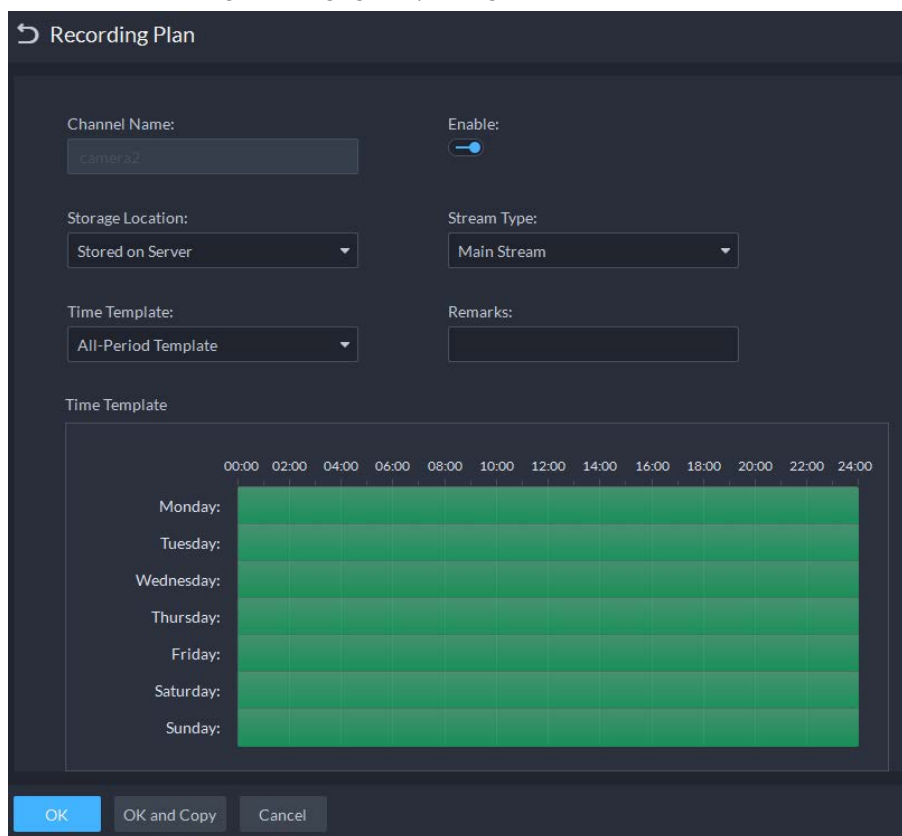 Recording Plan
Channel Name: Enable:
camera2
Storage Location: Stream Type:
Stored on Server Main Stream
Time Template: Remarks:
All-Period Template
Time Template
00:00 02:00 04:00 06:00 08:00 10:00 12:00 14:00 16:00 18:00 20:00 22:00 24:00
Monday:
Tuesday:
Wednesday:
Thursday:
Friday:
Saturday:
Sunday:
OK OK and Copy Cancel